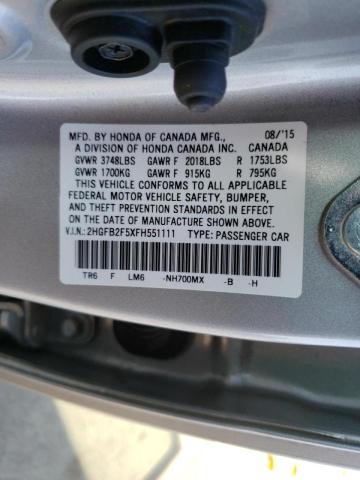 MFD. BY HONDA OF CANADA MFG., 08/'15
A DIVISION OF HONDA CANADA INC. CANADA
GVWR 3748LBS GAWR F 2018LBS R 1753LBS
GVWR 1700KG GAWR F 915KG R 795KG
THIS VEHICLE CONFORMS TO ALL APPLICABLE
FEDERAL MOTOR VEHICLE SAFETY, BUMPER,
AND THEFT PREVENTION STANDARDS IN EFFECT ON
THE DATE OF MANUFACTURE SHOWN ABOVE.
V.I.N.: 2HGFB2F5XFH551111 TYPE: PASSENGER CAR
TR6 F LM6 -NH700MX -B -H